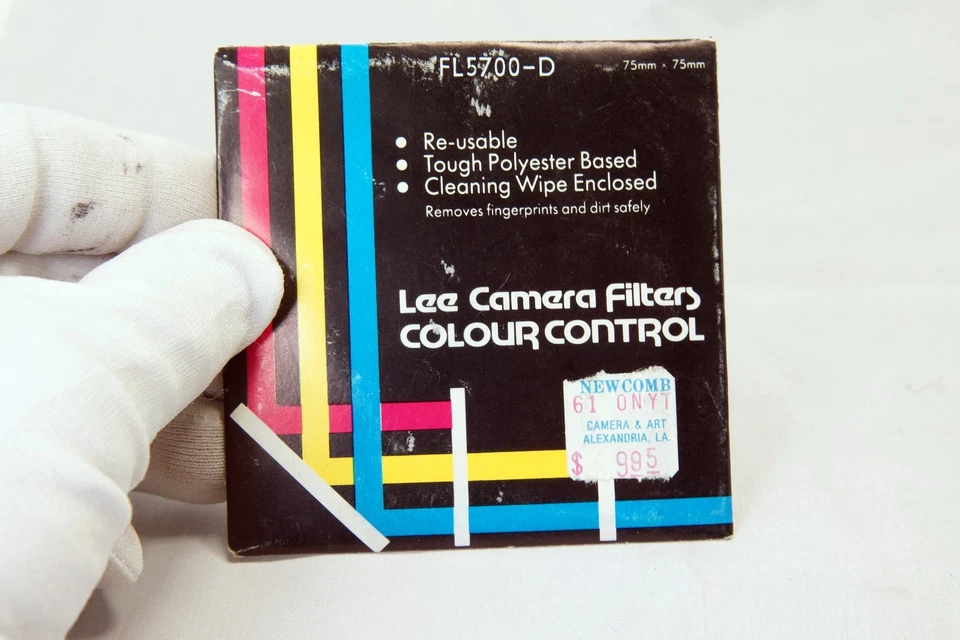 FL5700-D
75mm × 75mm
Re-usable
Tough Polyester Based
Cleaning Wipe Enclosed
Removes fingerprints and dirt safely
Lee Camera Filters
COLOUR CONTROL
NEWCOMB
61 ONYT
CAMERA & ART
ALEXANDRIA, LA.
$ 995